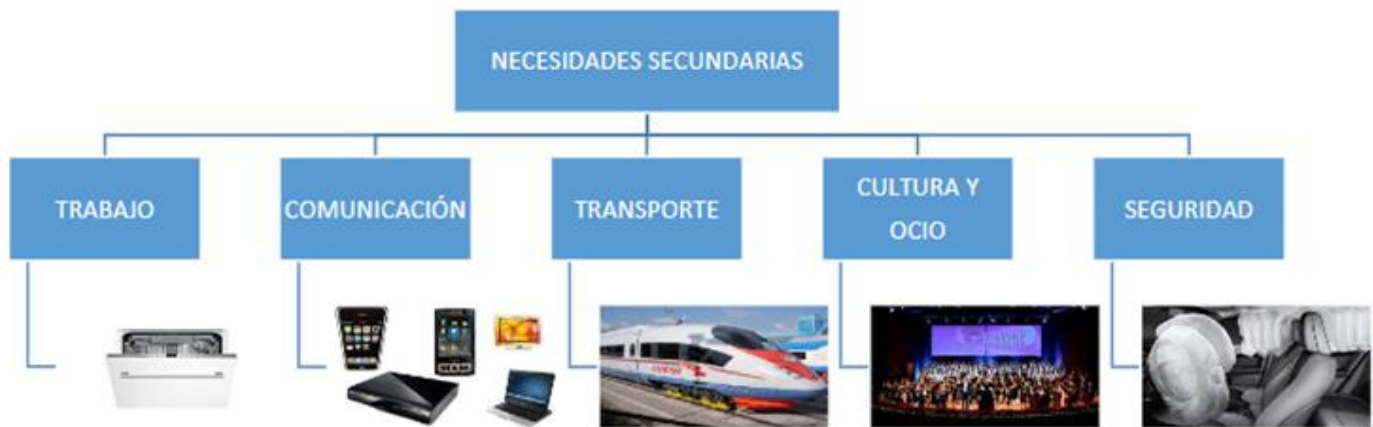 NECESIDADES SECUNDARIAS
TRABAJO
COMUNICACIÓN
TRANSPORTE
CULTURA Y
OCIO
SEGURIDAD